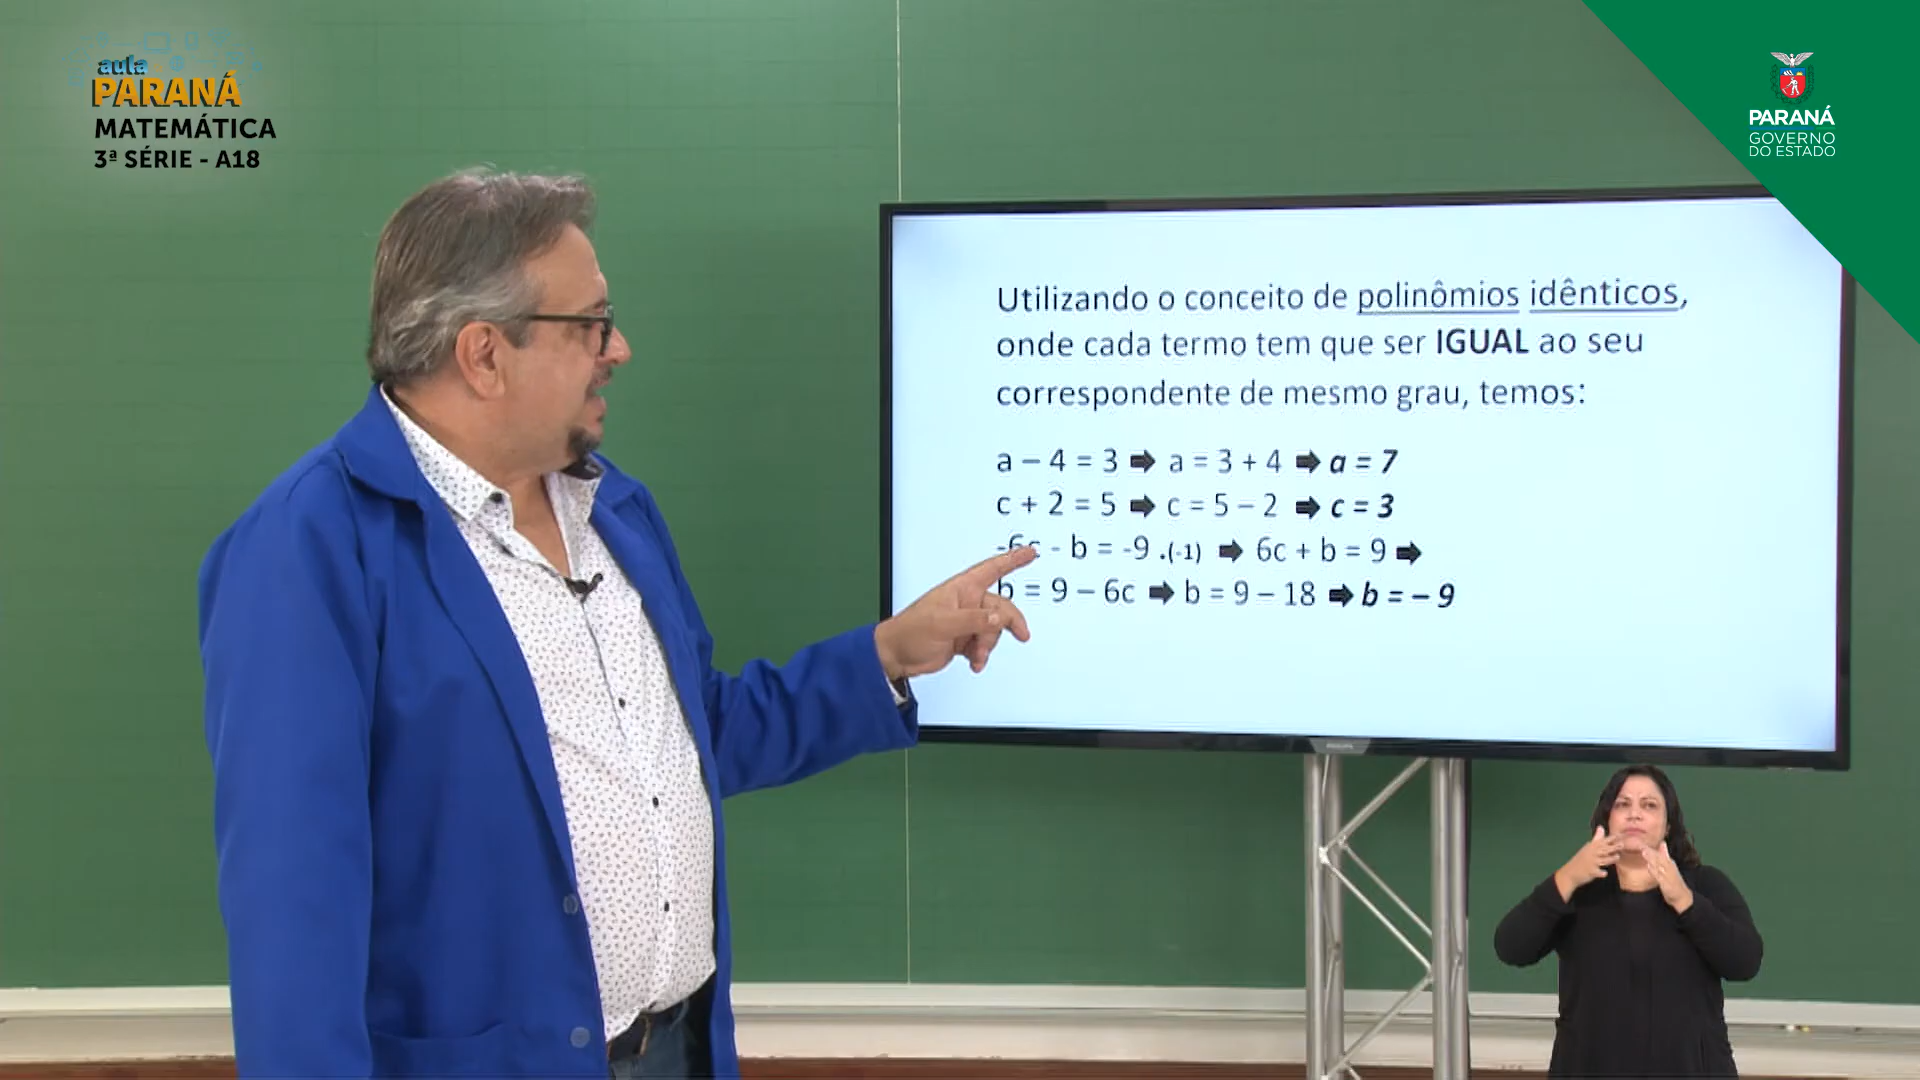 aula
PARANÁ
MATEMÁTICA
3ª SÉRIE - A18
PARANÁ
GOVERNO
DO ESTADO
Utilizando o conceito de polinômios idênticos,
onde cada termo tem que ser IGUAL ao seu
correspondente de mesmo grau, temos:
a – 4 = 3 ➡ a = 3 + 4 ➡ a = 7
c + 2 = 5 ➡ c = 5 – 2 ➡ c = 3
-6c - b = -9 .(-1) ➡ 6c + b = 9 ➡
b = 9 – 6c ➡ b = 9 – 18 ➡ b = – 9